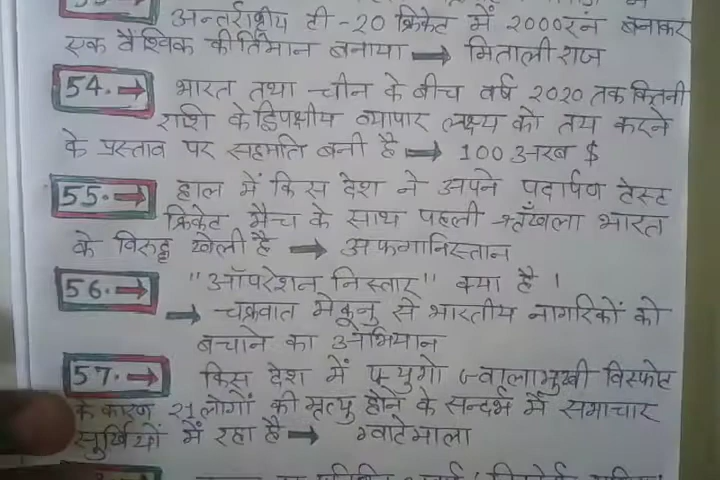 अन्तर्राष्ट्रीय टी-20 क्रिकेट में 2000 रन बनाकर
एक वैश्विक कीर्तिमान बनाया → मिताली राज
54. → भारत तथा चीन के बीच वर्ष 2020 तक कितनी
राशि के द्विपक्षीय व्यापार लक्ष्य को तय करने
के प्रस्ताव पर सहमति बनी है → 100 अरब $
55. → हाल में किस देश ने अपने पदार्पण टेस्ट
क्रिकेट मैच के साथ पहली श्रृँखला भारत
के विरुद्ध खेली है → अफगानिस्तान
56. → "ऑपरेशन निस्तार" क्या है ।
→ चक्रवात मेकुनु से भारतीय नागरिकों को
बचाने का अभियान
57. → किस देश में फ्युगो ज्वालामुखी विस्फोट
के कारण लोगों की मृत्यु होने के सन्दर्भ में समाचार
सुर्खियों में रहा है → ग्वाटेमाला